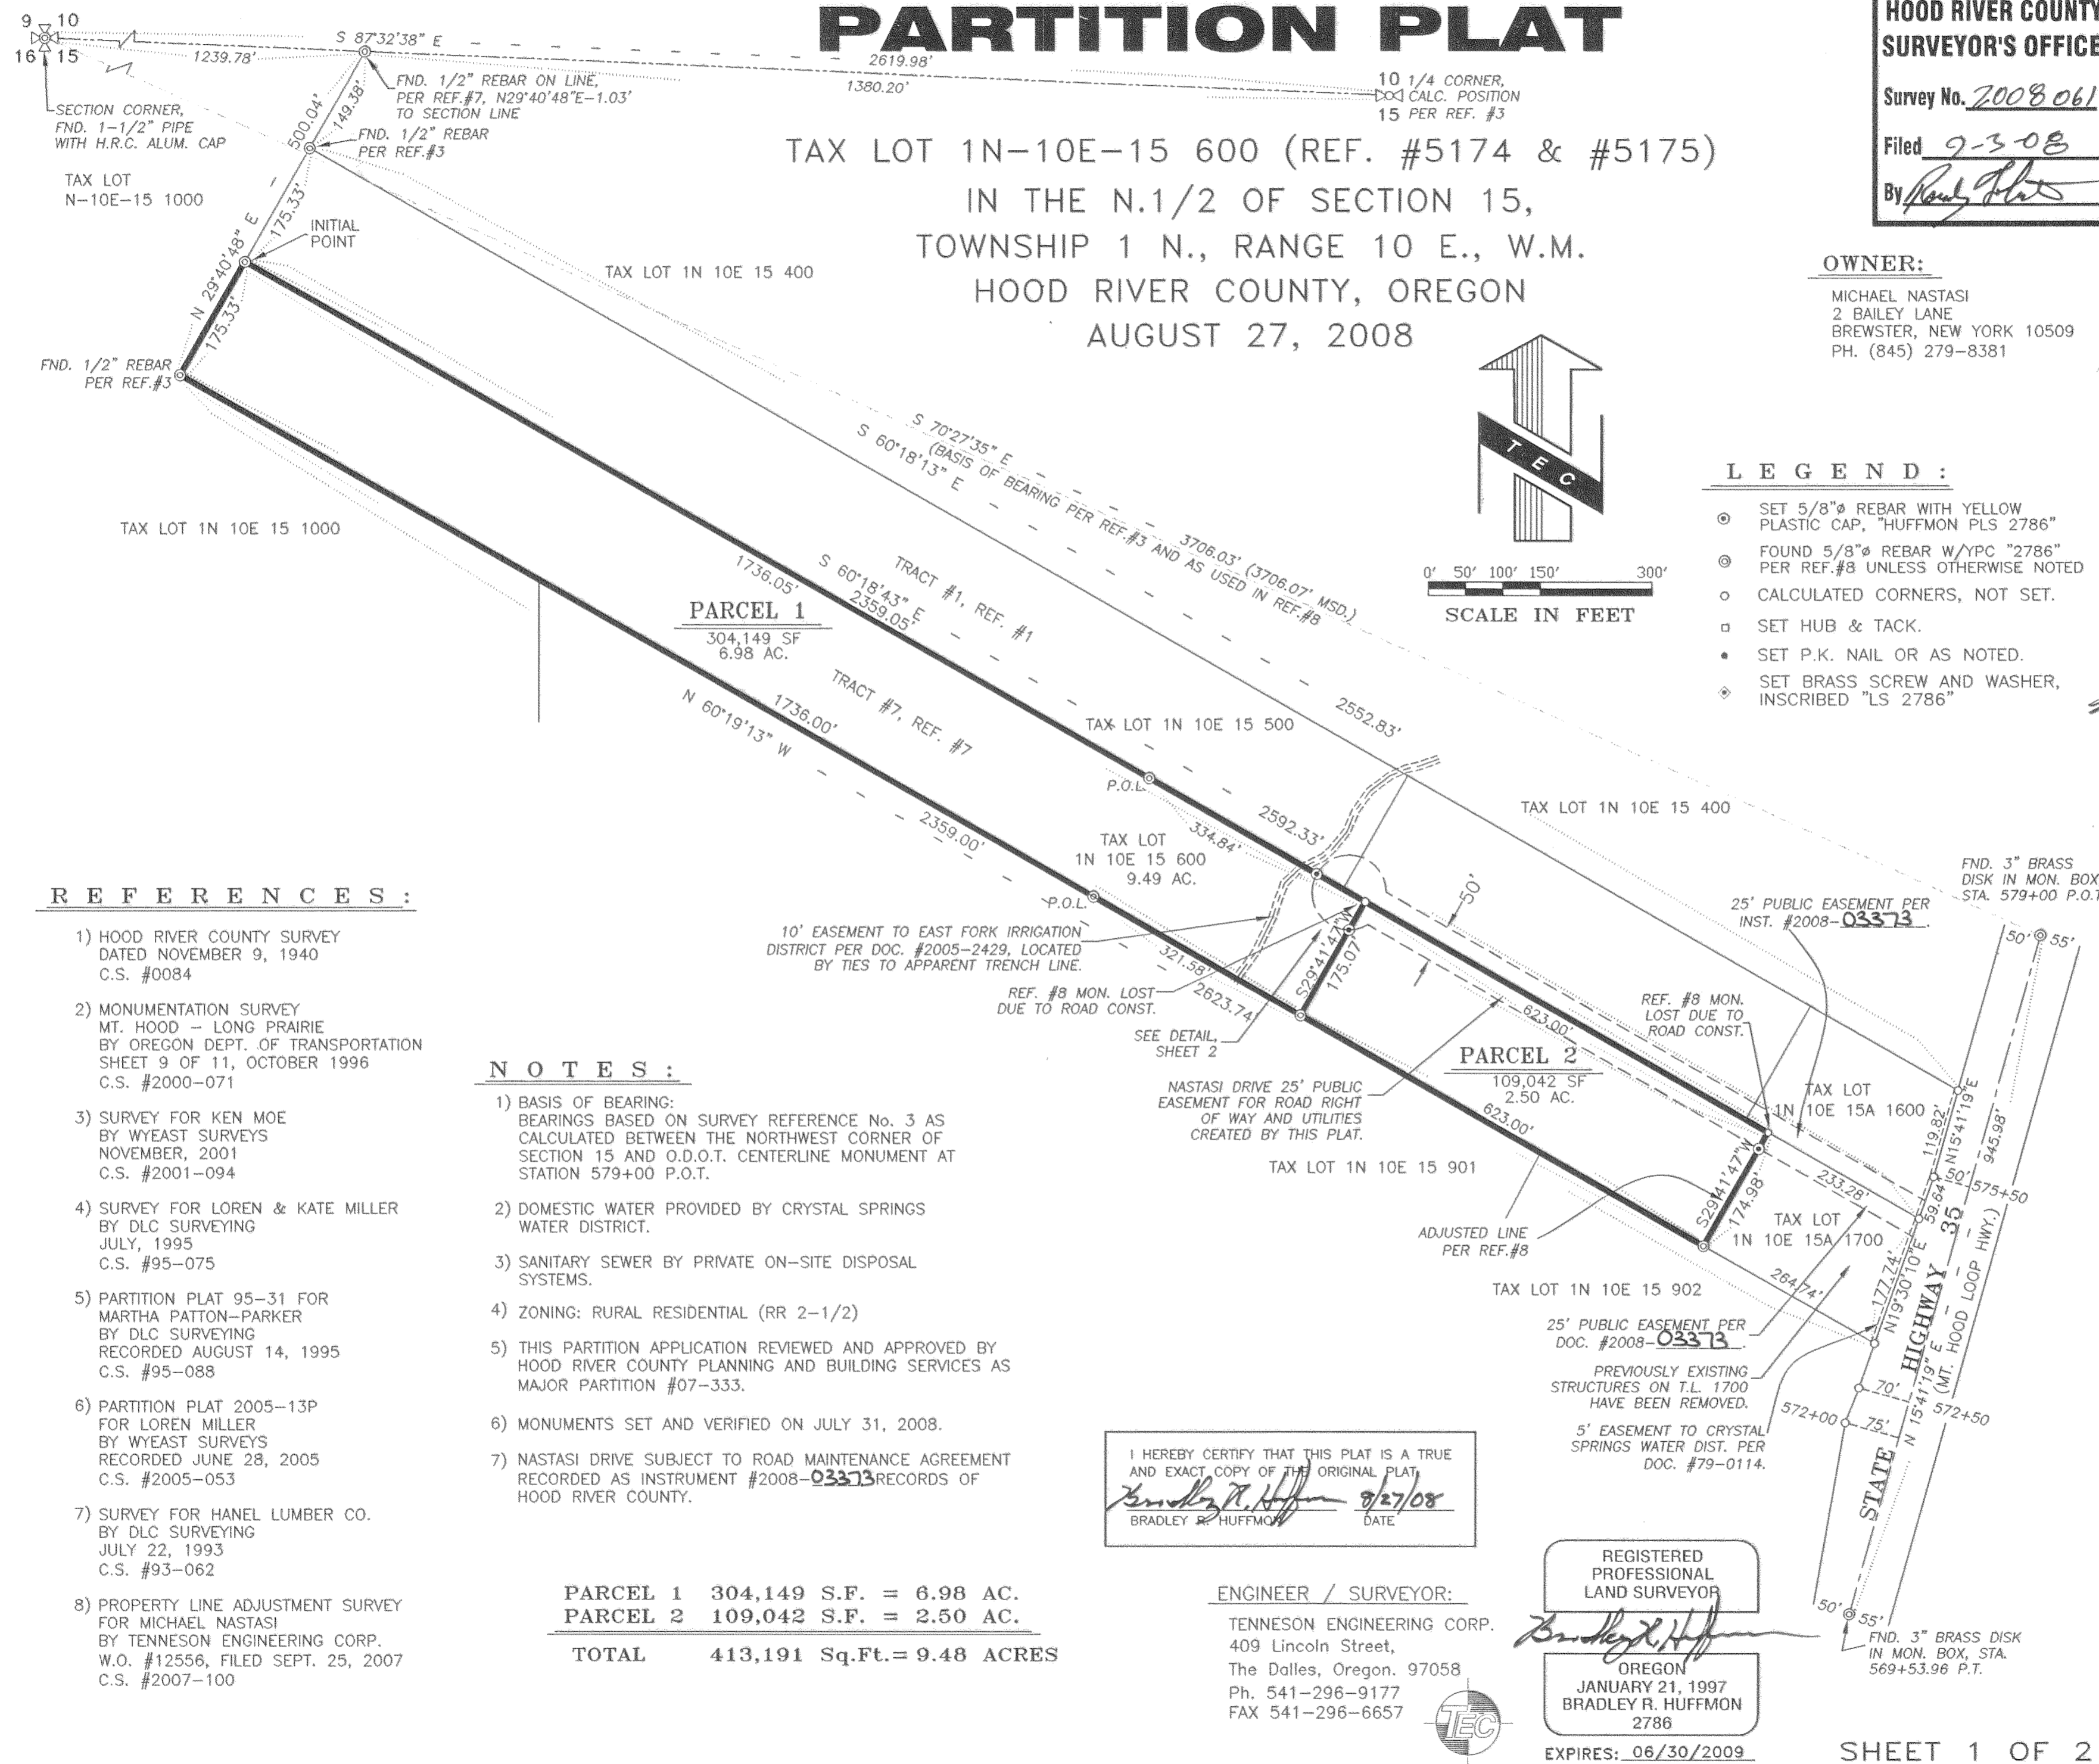 PARTITION PLAT
TAX LOT 1N-10E-15 600 (REF. #5174 & #5175)
IN THE N.1/2 OF SECTION 15,
TOWNSHIP 1 N., RANGE 10 E., W.M.
HOOD RIVER COUNTY, OREGON
AUGUST 27, 2008
HOOD RIVER COUNTY
SURVEYOR'S OFFICE
Survey No. 2008061
Filed 9-3-08
By
OWNER:
MICHAEL NASTASI
2 BAILEY LANE
BREWSTER, NEW YORK 10509
PH. (845) 279-8381
9 10
16 15
SECTION CORNER,
FND. 1-1/2" PIPE
WITH H.R.C. ALUM. CAP
1239.78'
S 87°32'38" E
2619.98'
1380.20'
10 1/4 CORNER,
CALC. POSITION
15 PER REF. #3
FND. 1/2" REBAR ON LINE,
PER REF.#7, N29°40'48"E-1.03'
TO SECTION LINE
500.04'
149.38'
FND. 1/2" REBAR
PER REF.#3
TAX LOT
N-10E-15 1000
175.33'
INITIAL
POINT
N 29°40'48" E
175.33'
FND. 1/2" REBAR
PER REF.#3
TAX LOT 1N 10E 15 400
TAX LOT 1N 10E 15 1000
S 70°27'35" E
(BASIS OF BEARING PER REF.#3 AND AS USED IN REF.#8
3706.03' (3706.07' MSD.)
S 60°18'13" E
2552.83'
TRACT #1, REF. #1
1736.05'
S 60°18'43" E
2359.05'
PARCEL 1
304,149 SF
6.98 AC.
TRACT #7, REF. #7
N 60°19'13" W
1736.00'
2359.00'
TAX LOT 1N 10E 15 500
P.O.L.
2592.33'
334.84'
TAX LOT
1N 10E 15 600
9.49 AC.
P.O.L.
321.58'
2623.74'
TAX LOT 1N 10E 15 400
10' EASEMENT TO EAST FORK IRRIGATION
DISTRICT PER DOC. #2005-2429, LOCATED
BY TIES TO APPARENT TRENCH LINE.
REF. #8 MON. LOST
DUE TO ROAD CONST.
SEE DETAIL,
SHEET 2
S29°41'47"W
175.07'
50'
623.00'
PARCEL 2
109,042 SF
2.50 AC.
623.00'
NASTASI DRIVE 25' PUBLIC
EASEMENT FOR ROAD RIGHT
OF WAY AND UTILITIES
CREATED BY THIS PLAT.
TAX LOT 1N 10E 15 901
ADJUSTED LINE
PER REF.#8
REF. #8 MON.
LOST DUE TO
ROAD CONST.
25' PUBLIC EASEMENT PER
INST. #2008-03373.
FND. 3" BRASS
DISK IN MON. BOX
STA. 579+00 P.O.T
50' 55'
TAX LOT
1N 10E 15A 1600
119.82'
N15°41'19"E
945.98'
S29°41'47"W
174.98'
233.28'
59.64'
50' 575+50
TAX LOT
1N 10E 15A 1700
264.74'
177.74'
N19°30'10"E
TAX LOT 1N 10E 15 902
25' PUBLIC EASEMENT PER
DOC. #2008-03373.
PREVIOUSLY EXISTING
STRUCTURES ON T.L. 1700
HAVE BEEN REMOVED.
5' EASEMENT TO CRYSTAL
SPRINGS WATER DIST. PER
DOC. #79-0114.
STATE HIGHWAY 35
N 15°41'19" E
(MT. HOOD LOOP HWY.)
70'
572+50
572+00
75'
50' 55'
FND. 3" BRASS DISK
IN MON. BOX, STA.
569+53.96 P.T.
T E C
0' 50' 100' 150' 300'
SCALE IN FEET
LEGEND:
SET 5/8"ø REBAR WITH YELLOW
PLASTIC CAP, "HUFFMON PLS 2786"
FOUND 5/8"ø REBAR W/YPC "2786"
PER REF.#8 UNLESS OTHERWISE NOTED
CALCULATED CORNERS, NOT SET.
SET HUB & TACK.
SET P.K. NAIL OR AS NOTED.
SET BRASS SCREW AND WASHER,
INSCRIBED "LS 2786"
REFERENCES:
1) HOOD RIVER COUNTY SURVEY
DATED NOVEMBER 9, 1940
C.S. #0084
2) MONUMENTATION SURVEY
MT. HOOD - LONG PRAIRIE
BY OREGON DEPT. OF TRANSPORTATION
SHEET 9 OF 11, OCTOBER 1996
C.S. #2000-071
3) SURVEY FOR KEN MOE
BY WYEAST SURVEYS
NOVEMBER, 2001
C.S. #2001-094
4) SURVEY FOR LOREN & KATE MILLER
BY DLC SURVEYING
JULY, 1995
C.S. #95-075
5) PARTITION PLAT 95-31 FOR
MARTHA PATTON-PARKER
BY DLC SURVEYING
RECORDED AUGUST 14, 1995
C.S. #95-088
6) PARTITION PLAT 2005-13P
FOR LOREN MILLER
BY WYEAST SURVEYS
RECORDED JUNE 28, 2005
C.S. #2005-053
7) SURVEY FOR HANEL LUMBER CO.
BY DLC SURVEYING
JULY 22, 1993
C.S. #93-062
8) PROPERTY LINE ADJUSTMENT SURVEY
FOR MICHAEL NASTASI
BY TENNESON ENGINEERING CORP.
W.O. #12556, FILED SEPT. 25, 2007
C.S. #2007-100
NOTES:
1) BASIS OF BEARING:
BEARINGS BASED ON SURVEY REFERENCE No. 3 AS
CALCULATED BETWEEN THE NORTHWEST CORNER OF
SECTION 15 AND O.D.O.T. CENTERLINE MONUMENT AT
STATION 579+00 P.O.T.
2) DOMESTIC WATER PROVIDED BY CRYSTAL SPRINGS
WATER DISTRICT.
3) SANITARY SEWER BY PRIVATE ON-SITE DISPOSAL
SYSTEMS.
4) ZONING: RURAL RESIDENTIAL (RR 2-1/2)
5) THIS PARTITION APPLICATION REVIEWED AND APPROVED BY
HOOD RIVER COUNTY PLANNING AND BUILDING SERVICES AS
MAJOR PARTITION #07-333.
6) MONUMENTS SET AND VERIFIED ON JULY 31, 2008.
7) NASTASI DRIVE SUBJECT TO ROAD MAINTENANCE AGREEMENT
RECORDED AS INSTRUMENT #2008-03373 RECORDS OF
HOOD RIVER COUNTY.
PARCEL 1 304,149 S.F. = 6.98 AC.
PARCEL 2 109,042 S.F. = 2.50 AC.
TOTAL 413,191 Sq.Ft.= 9.48 ACRES
I HEREBY CERTIFY THAT THIS PLAT IS A TRUE
AND EXACT COPY OF THE ORIGINAL PLAT
Bradley R. Huffmon 8/27/08
BRADLEY R. HUFFMON DATE
ENGINEER / SURVEYOR:
TENNESON ENGINEERING CORP.
409 Lincoln Street,
The Dalles, Oregon. 97058
Ph. 541-296-9177
FAX 541-296-6657
TEC
REGISTERED
PROFESSIONAL
LAND SURVEYOR
Bradley R. Huffmon
OREGON
JANUARY 21, 1997
BRADLEY R. HUFFMON
2786
EXPIRES: 06/30/2009
SHEET 1 OF 2